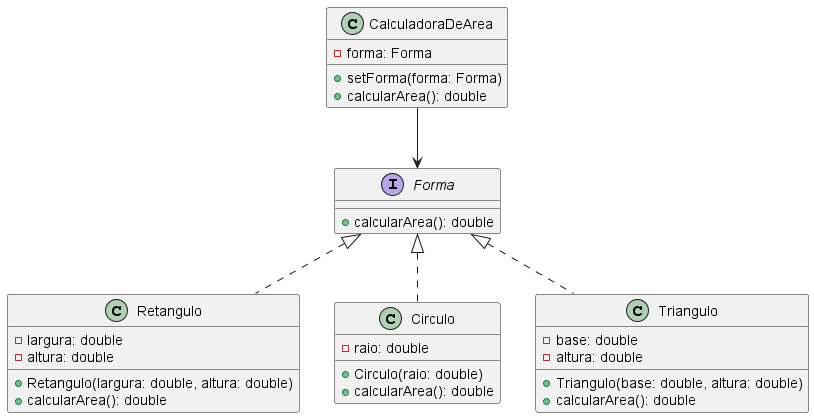 C CalculadoraDeArea
forma: Forma
setForma(forma: Forma)
calcularArea(): double
I Forma
calcularArea(): double
C Retangulo
largura: double
altura: double
Retangulo(largura: double, altura: double)
calcularArea(): double
C Circulo
raio: double
Circulo(raio: double)
calcularArea(): double
C Triangulo
base: double
altura: double
Triangulo(base: double, altura: double)
calcularArea(): double